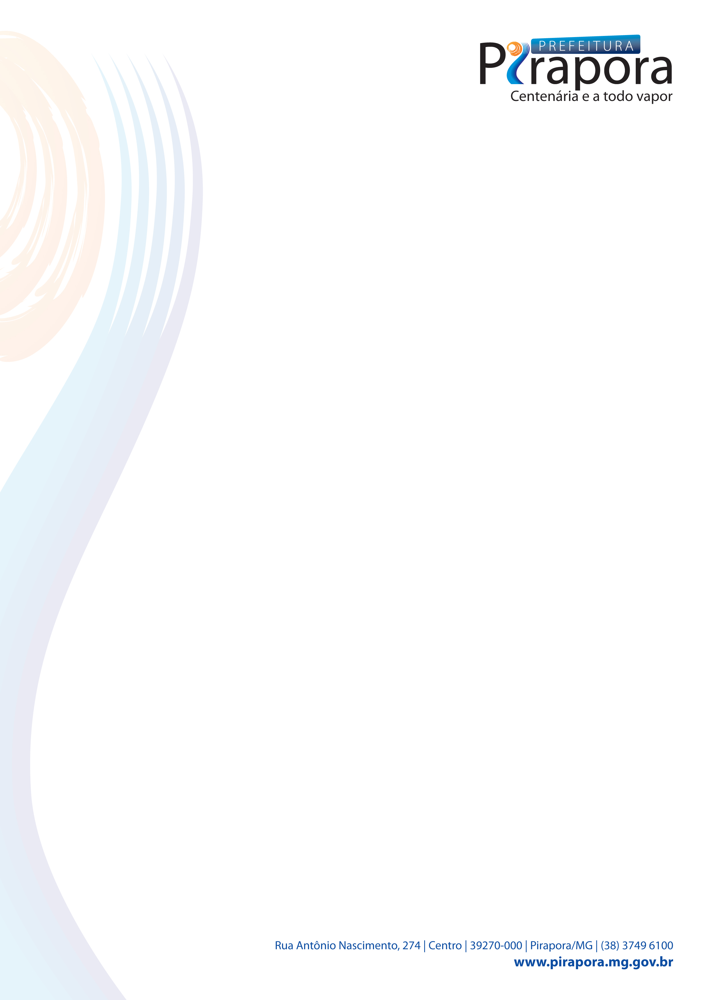 PREFEITURA
Pirapora
Centenária e a todo vapor
Rua Antônio Nascimento, 274 | Centro | 39270-000 | Pirapora/MG | (38) 3749 6100
www.pirapora.mg.gov.br